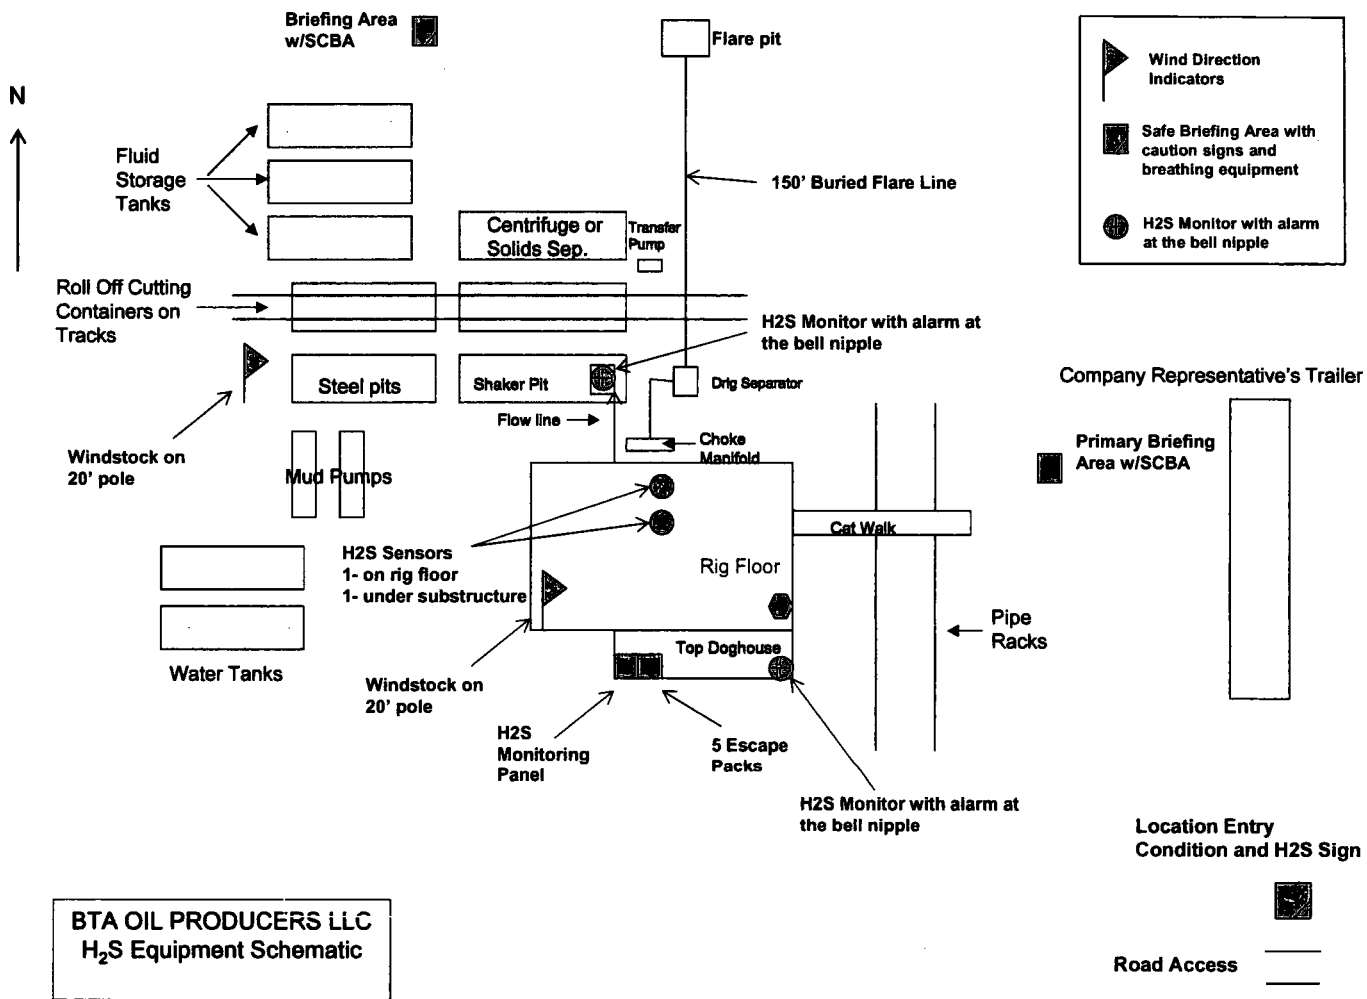 Briefing Area
w/SCBA
Flare pit
Wind Direction
Indicators
Safe Briefing Area with
caution signs and
breathing equipment
H2S Monitor with alarm
at the bell nipple
N
Fluid
Storage
Tanks
150' Buried Flare Line
Centrifuge or
Solids Sep.
Transfer
Pump
Roll Off Cutting
Containers on
Tracks
H2S Monitor with alarm at
the bell nipple
Steel pits
Shaker Pit
Drlg Separator
Company Representative's Trailer
Flow line
Choke
Manifold
Primary Briefing
Area w/SCBA
Windstock on
20' pole
Mud Pumps
Cat Walk
H2S Sensors
1- on rig floor
1- under substructure
Rig Floor
Pipe
Racks
Top Doghouse
Water Tanks
Windstock on
20' pole
H2S
Monitoring
Panel
5 Escape
Packs
H2S Monitor with alarm at
the bell nipple
Location Entry
Condition and H2S Sign
BTA OIL PRODUCERS LLC
H₂S Equipment Schematic
Road Access